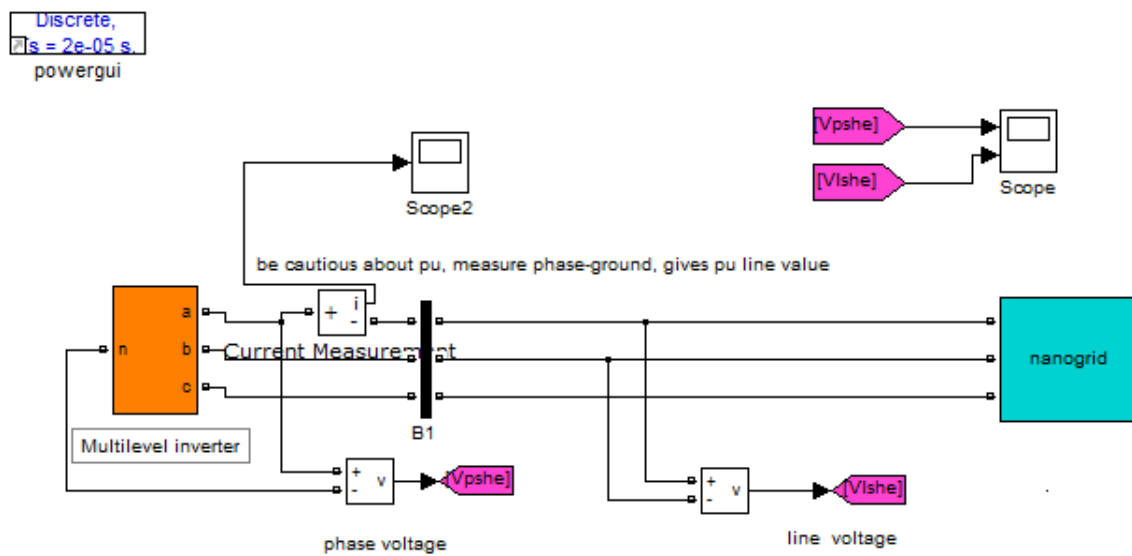 Discrete,
Ts = 2e-05 s.
powergui
[Vpshe]
[Vlshe]
Scope2
Scope
be cautious about pu, measure phase-ground, gives pu line value
+ i
-
a
n b
c
Current Measurement
nanogrid
B1
Multilevel inverter
+
- v
[Vpshe]
+
- v
[Vlshe]
phase voltage
line voltage